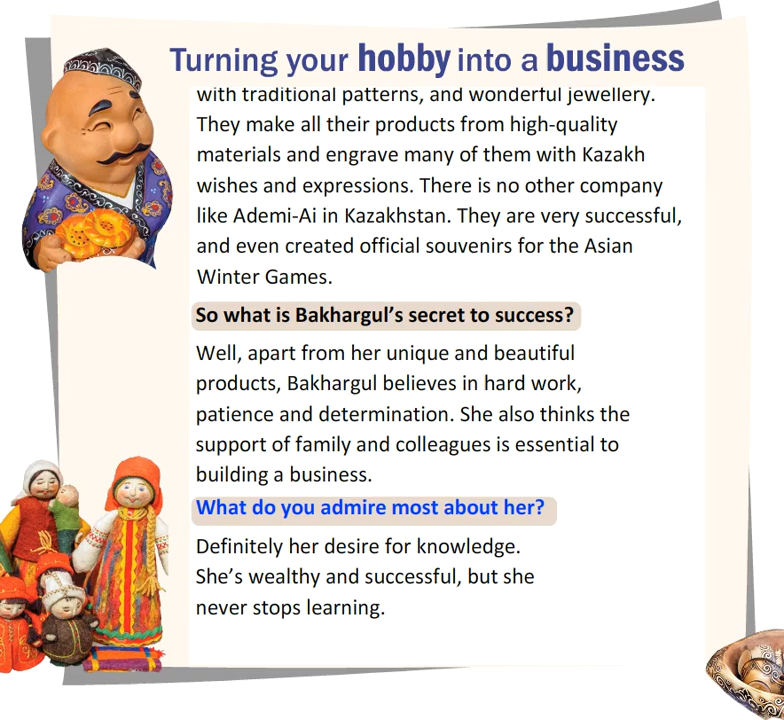 Turning your hobby into a business
with traditional patterns, and wonderful jewellery.
They make all their products from high-quality
materials and engrave many of them with Kazakh
wishes and expressions. There is no other company
like Ademi-Ai in Kazakhstan. They are very successful,
and even created official souvenirs for the Asian
Winter Games.
So what is Bakhargul’s secret to success?
Well, apart from her unique and beautiful
products, Bakhargul believes in hard work,
patience and determination. She also thinks the
support of family and colleagues is essential to
building a business.
What do you admire most about her?
Definitely her desire for knowledge.
She’s wealthy and successful, but she
never stops learning.